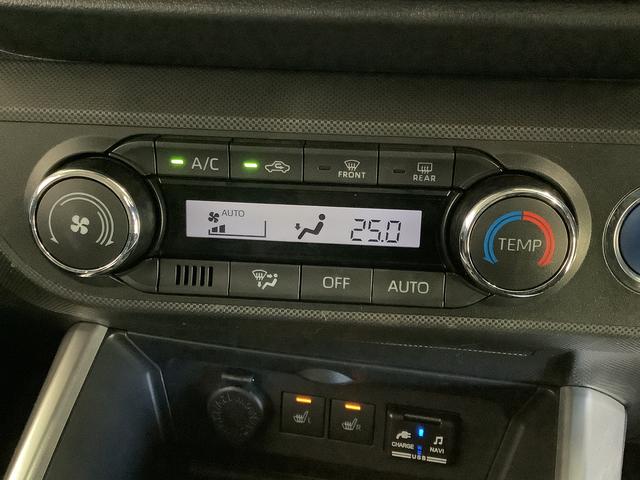 A/C
FRONT
REAR
AUTO
25.0
TEMP
OFF
AUTO
L
R
CHARGE
NAVI
USB